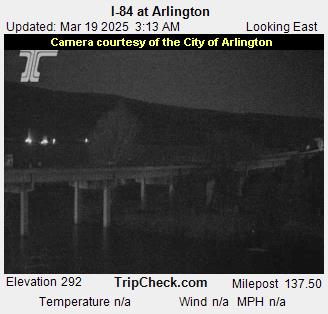 I-84 at Arlington
Updated: Mar 19 2025 3:13 AM Looking East
Camera courtesy of the City of Arlington
Elevation 292 TripCheck.com Milepost 137.50
Temperature n/a Wind n/a MPH n/a